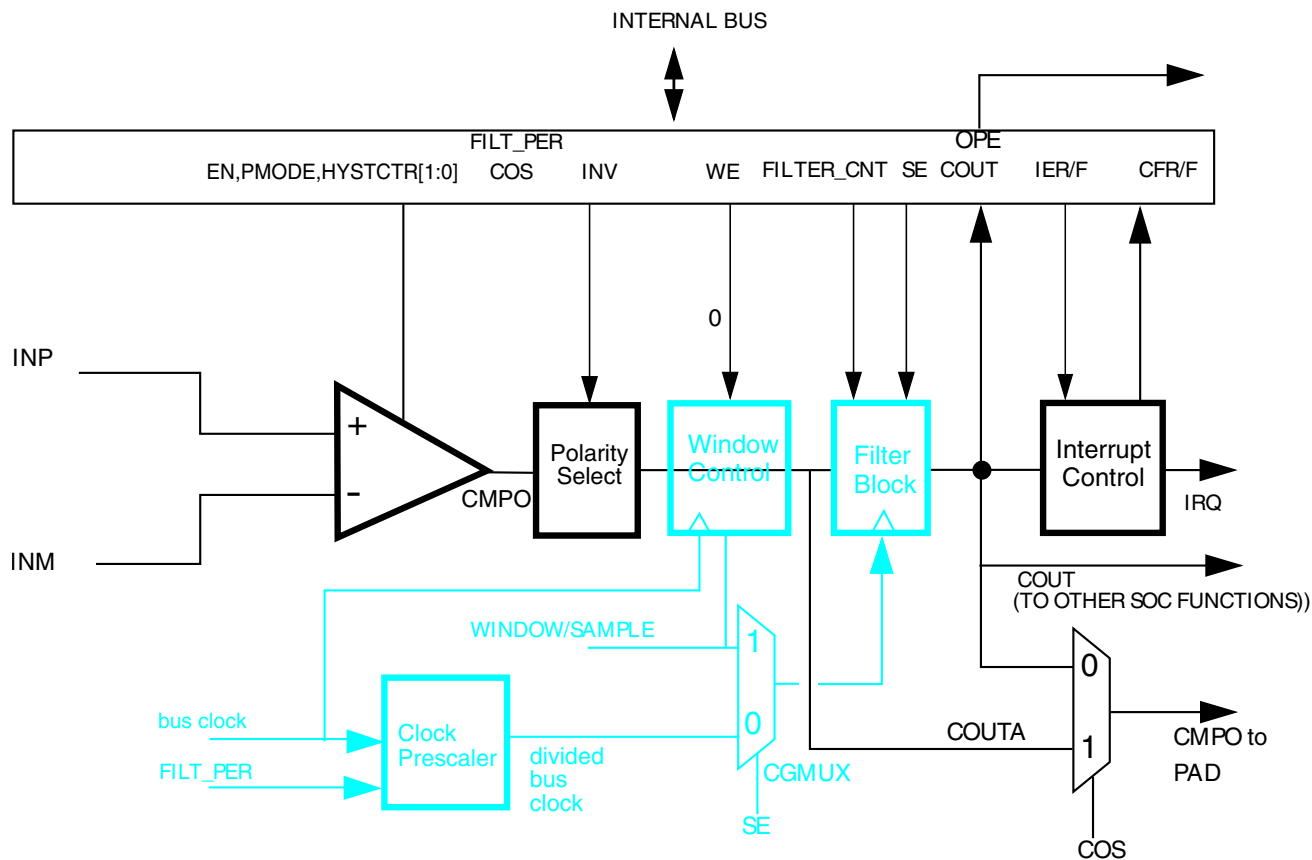 INTERNAL BUS
FILT_PER
OPE
EN,PMODE,HYSTCTR[1:0]
COS
INV
WE
FILTER_CNT
SE
COUT
IER/F
CFR/F
0
INP
+
-
INM
CMPO
Polarity
Select
Window
Control
Filter
Block
Interrupt
Control
IRQ
COUT
(TO OTHER SOC FUNCTIONS))
WINDOW/SAMPLE
1
0
CGMUX
SE
bus clock
FILT_PER
Clock
Prescaler
divided
bus
clock
COUTA
0
1
CMPO to
PAD
COS